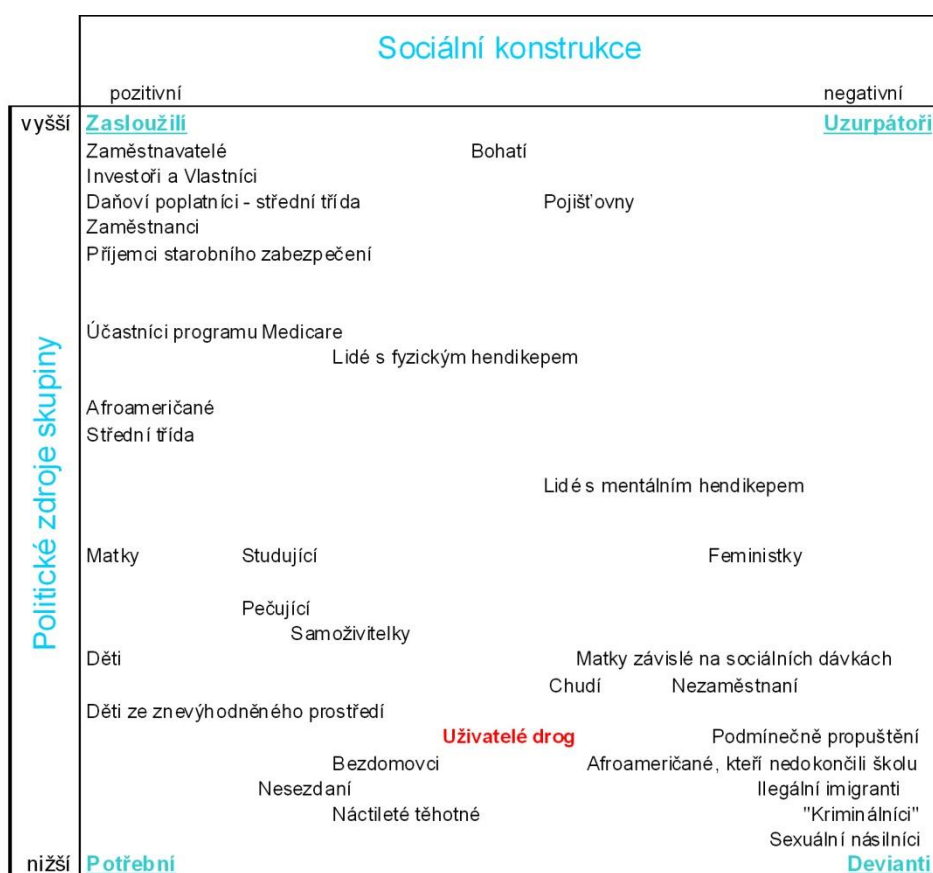 Sociální konstrukce
pozitivní negativní
vyšší Zasloužilí Uzurpátoři
Zaměstnavatelé Bohatí
Investoři a Vlastníci
Daňoví poplatníci - střední třída Pojišťovny
Zaměstnanci
Příjemci starobního zabezpečení
Účastníci programu Medicare
Lidé s fyzickým hendikepem
Afroameričané
Střední třída
Lidé s mentálním hendikepem
Politické zdroje skupiny
Matky Studující Feministky
Pečující
Samoživitelky
Děti Matky závislé na sociálních dávkách
Chudí Nezaměstnaní
Děti ze znevýhodněného prostředí
Uživatelé drog Podmínečně propuštění
Bezdomovci Afroameričané, kteří nedokončili školu
Nesezdaní Ilegální imigranti
Náctileté těhotné "Kriminálníci"
Sexuální násilníci
nižší Potřební Devianti